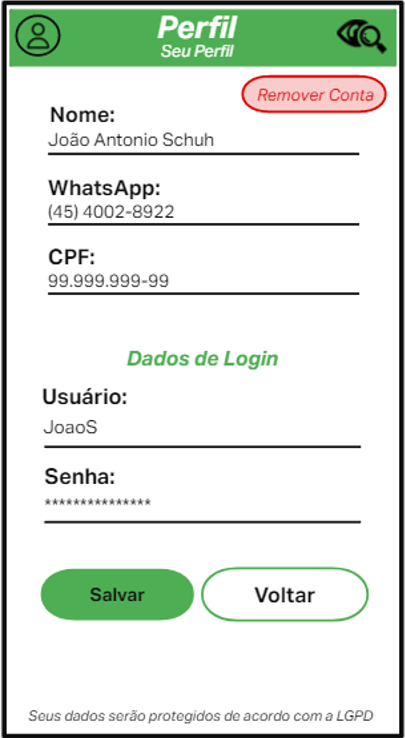 Perfil
Seu Perfil
Remover Conta
Nome:
João Antonio Schuh
WhatsApp:
(45) 4002-8922
CPF:
99.999.999-99
Dados de Login
Usuário:
JoaoS
Senha:
***************
Salvar
Voltar
Seus dados serão protegidos de acordo com a LGPD